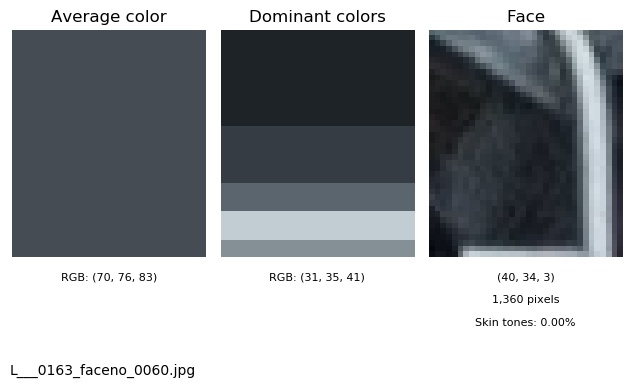 Average color
Dominant colors
Face
RGB: (70, 76, 83)
RGB: (31, 35, 41)
(40, 34, 3)
1,360 pixels
Skin tones: 0.00%
L___0163_faceno_0060.jpg